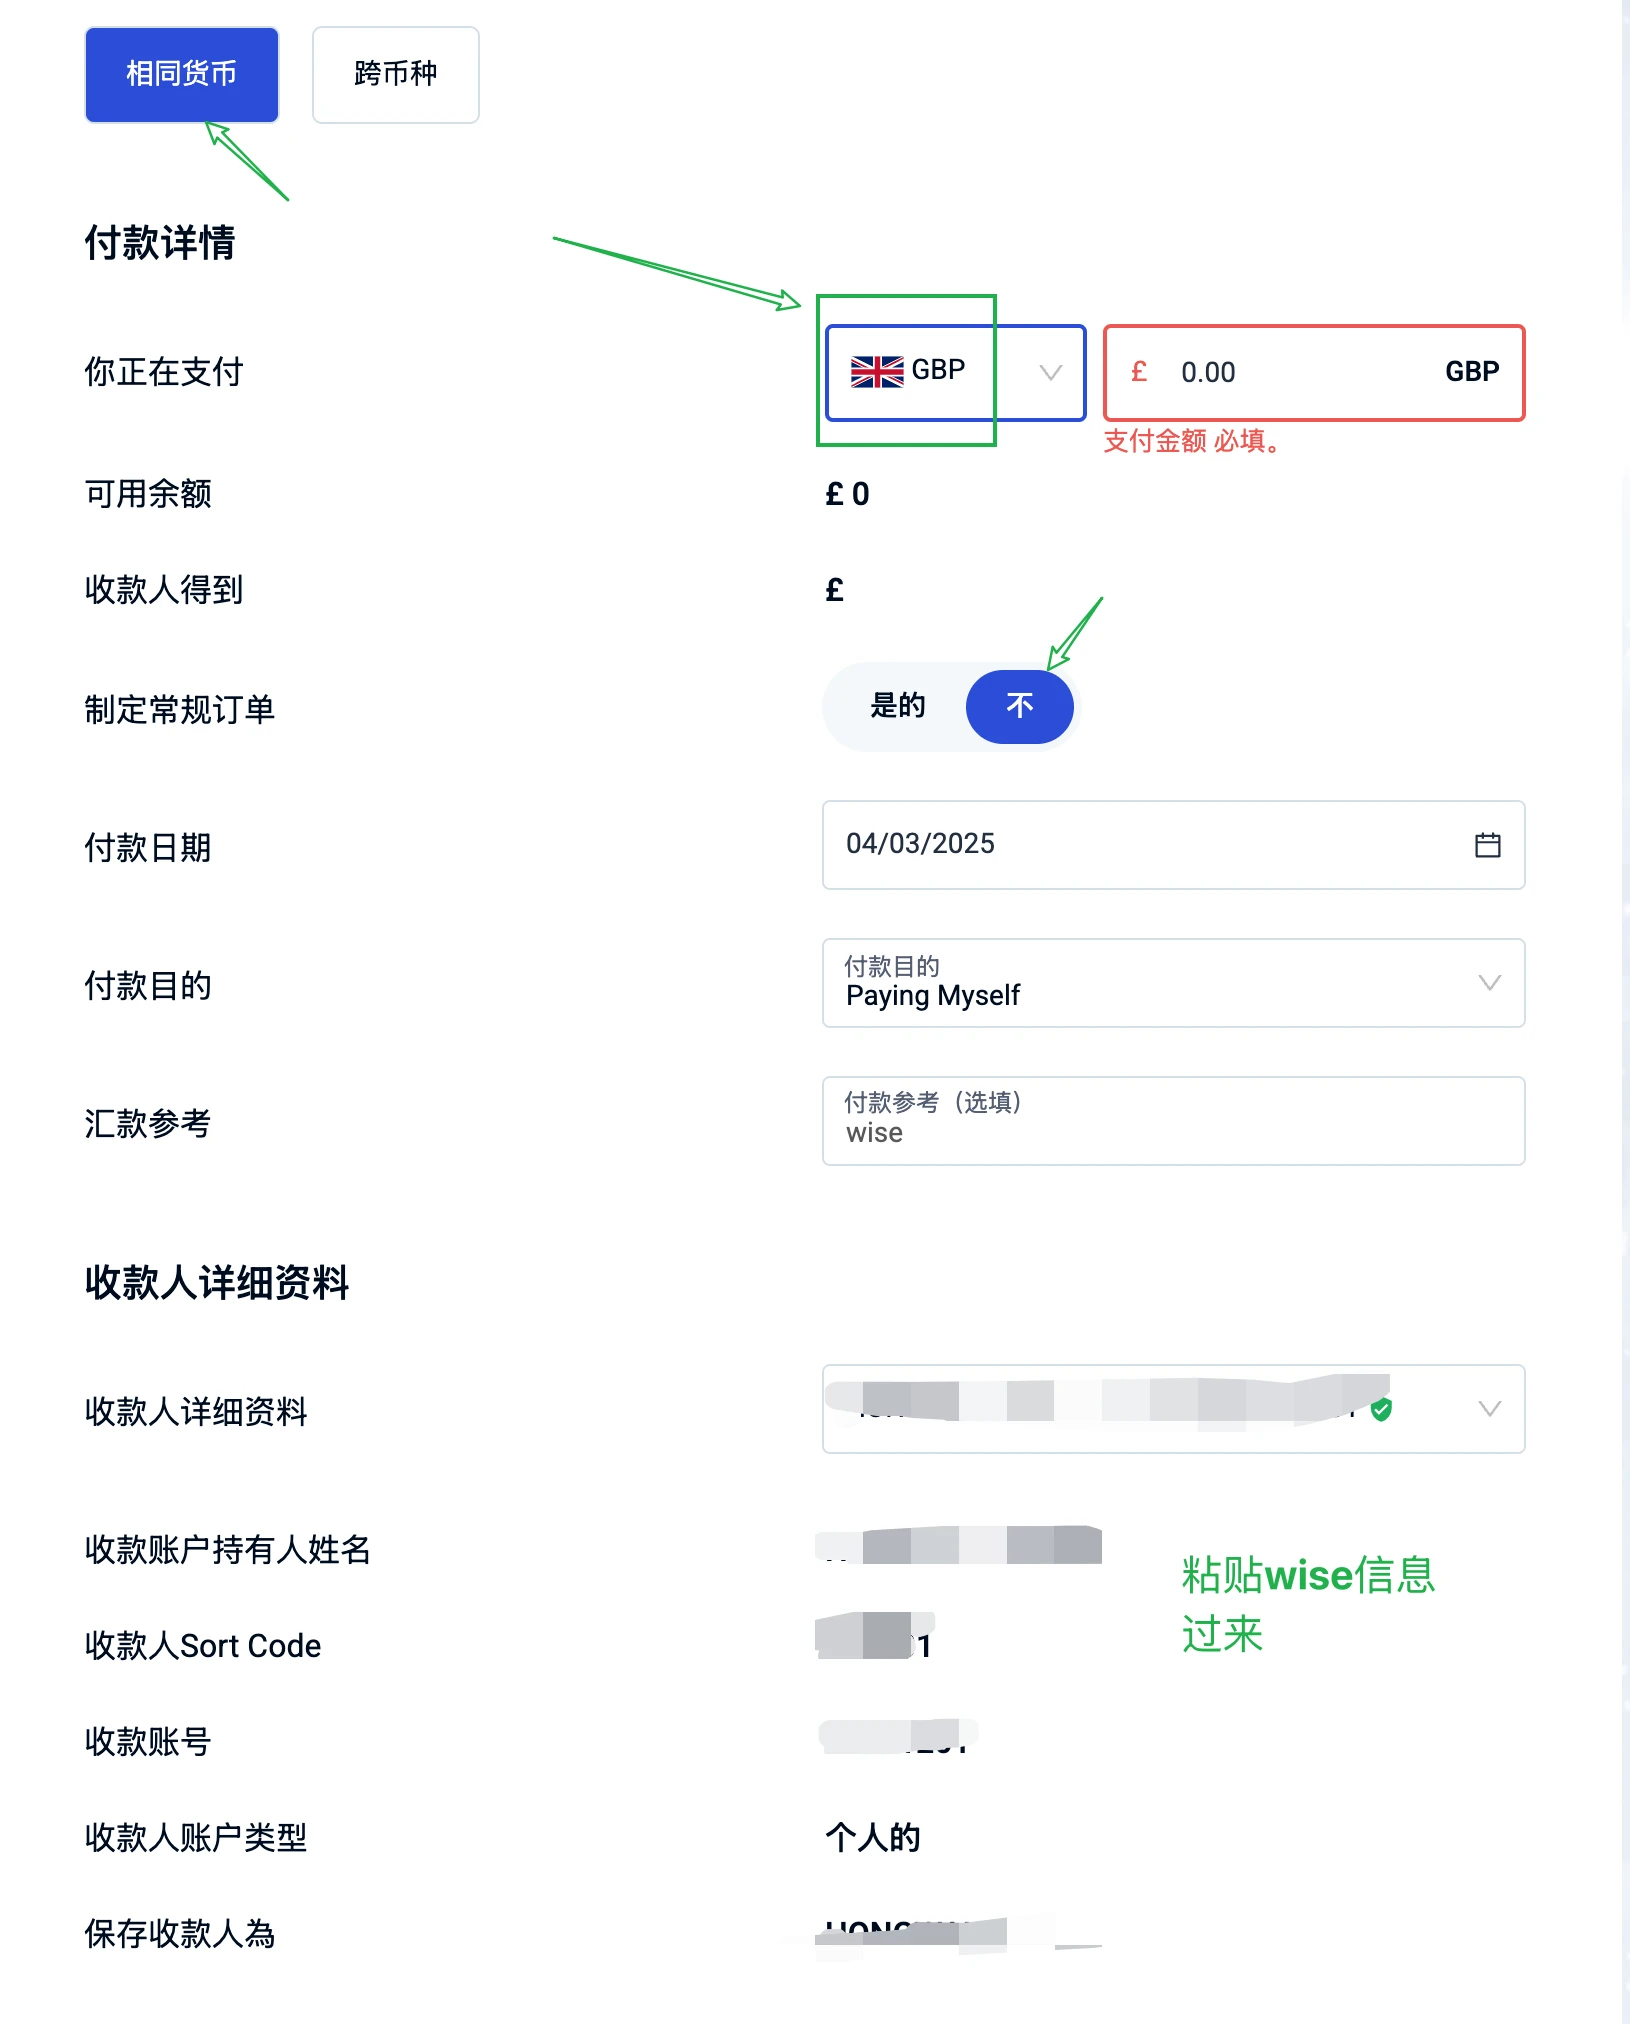 相同货币
跨币种
付款详情
你正在支付
GBP
£ 0.00 GBP
支付金额 必填。
可用余额
£ 0
收款人得到
£
制定常规订单
是的
不
付款日期
04/03/2025
付款目的
付款目的
Paying Myself
汇款参考
付款参考（选填）
wise
收款人详细资料
收款人详细资料
收款账户持有人姓名
粘贴wise信息
过来
收款人Sort Code
1
收款账号
收款人账户类型
个人的
保存收款人為